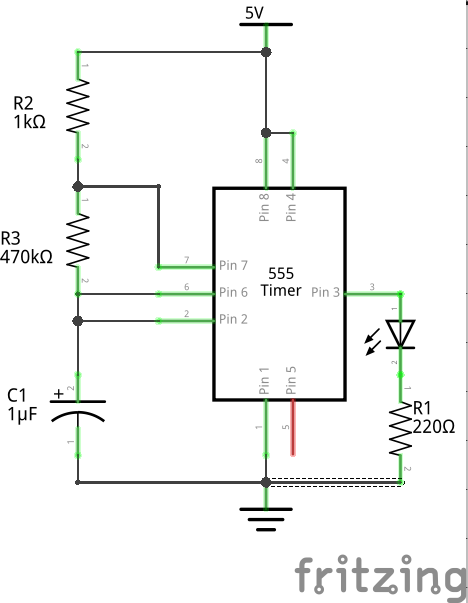 5V
R2
1kΩ
1
2
8
4
Pin 8
Pin 4
1
R3
470kΩ
2
7
Pin 7
6
Pin 6
2
Pin 2
555
Timer
Pin 3
3
1
2
C1
1µF
+
2
1
Pin 1
Pin 5
1
5
R1
220Ω
1
2
fritzing